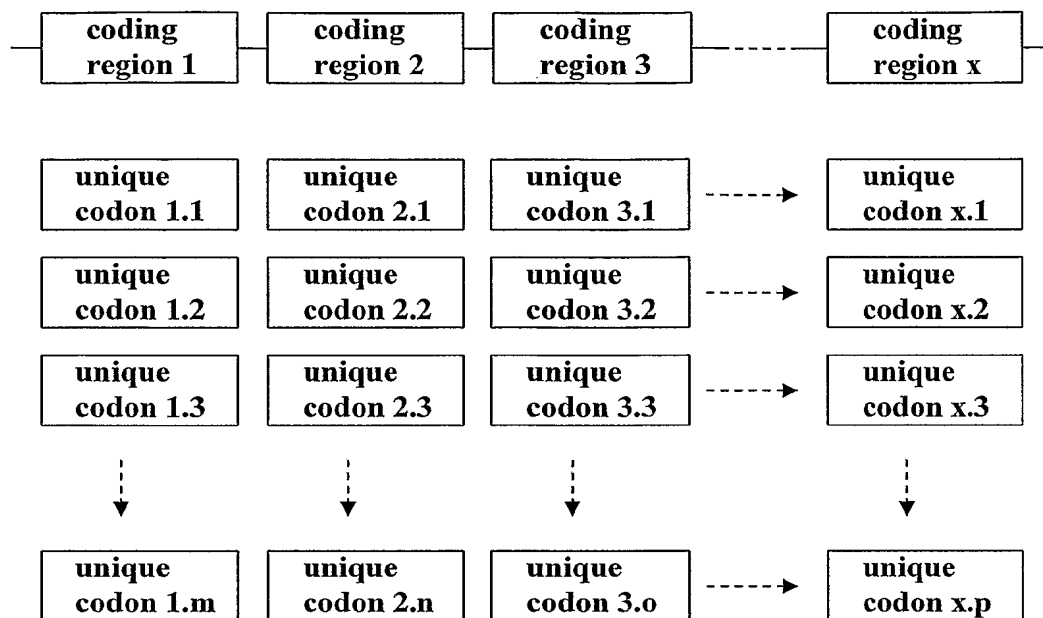 coding
region 1
coding
region 2
coding
region 3
coding
region x
unique
codon 1.1
unique
codon 2.1
unique
codon 3.1
unique
codon x.1
unique
codon 1.2
unique
codon 2.2
unique
codon 3.2
unique
codon x.2
unique
codon 1.3
unique
codon 2.3
unique
codon 3.3
unique
codon x.3
unique
codon 1.m
unique
codon 2.n
unique
codon 3.o
unique
codon x.p